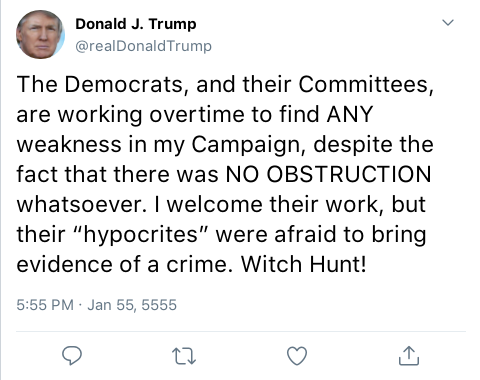 Donald J. Trump
@realDonaldTrump
The Democrats, and their Committees,
are working overtime to find ANY
weakness in my Campaign, despite the
fact that there was NO OBSTRUCTION
whatsoever. I welcome their work, but
their “hypocrites” were afraid to bring
evidence of a crime. Witch Hunt!
5:55 PM · Jan 55, 5555